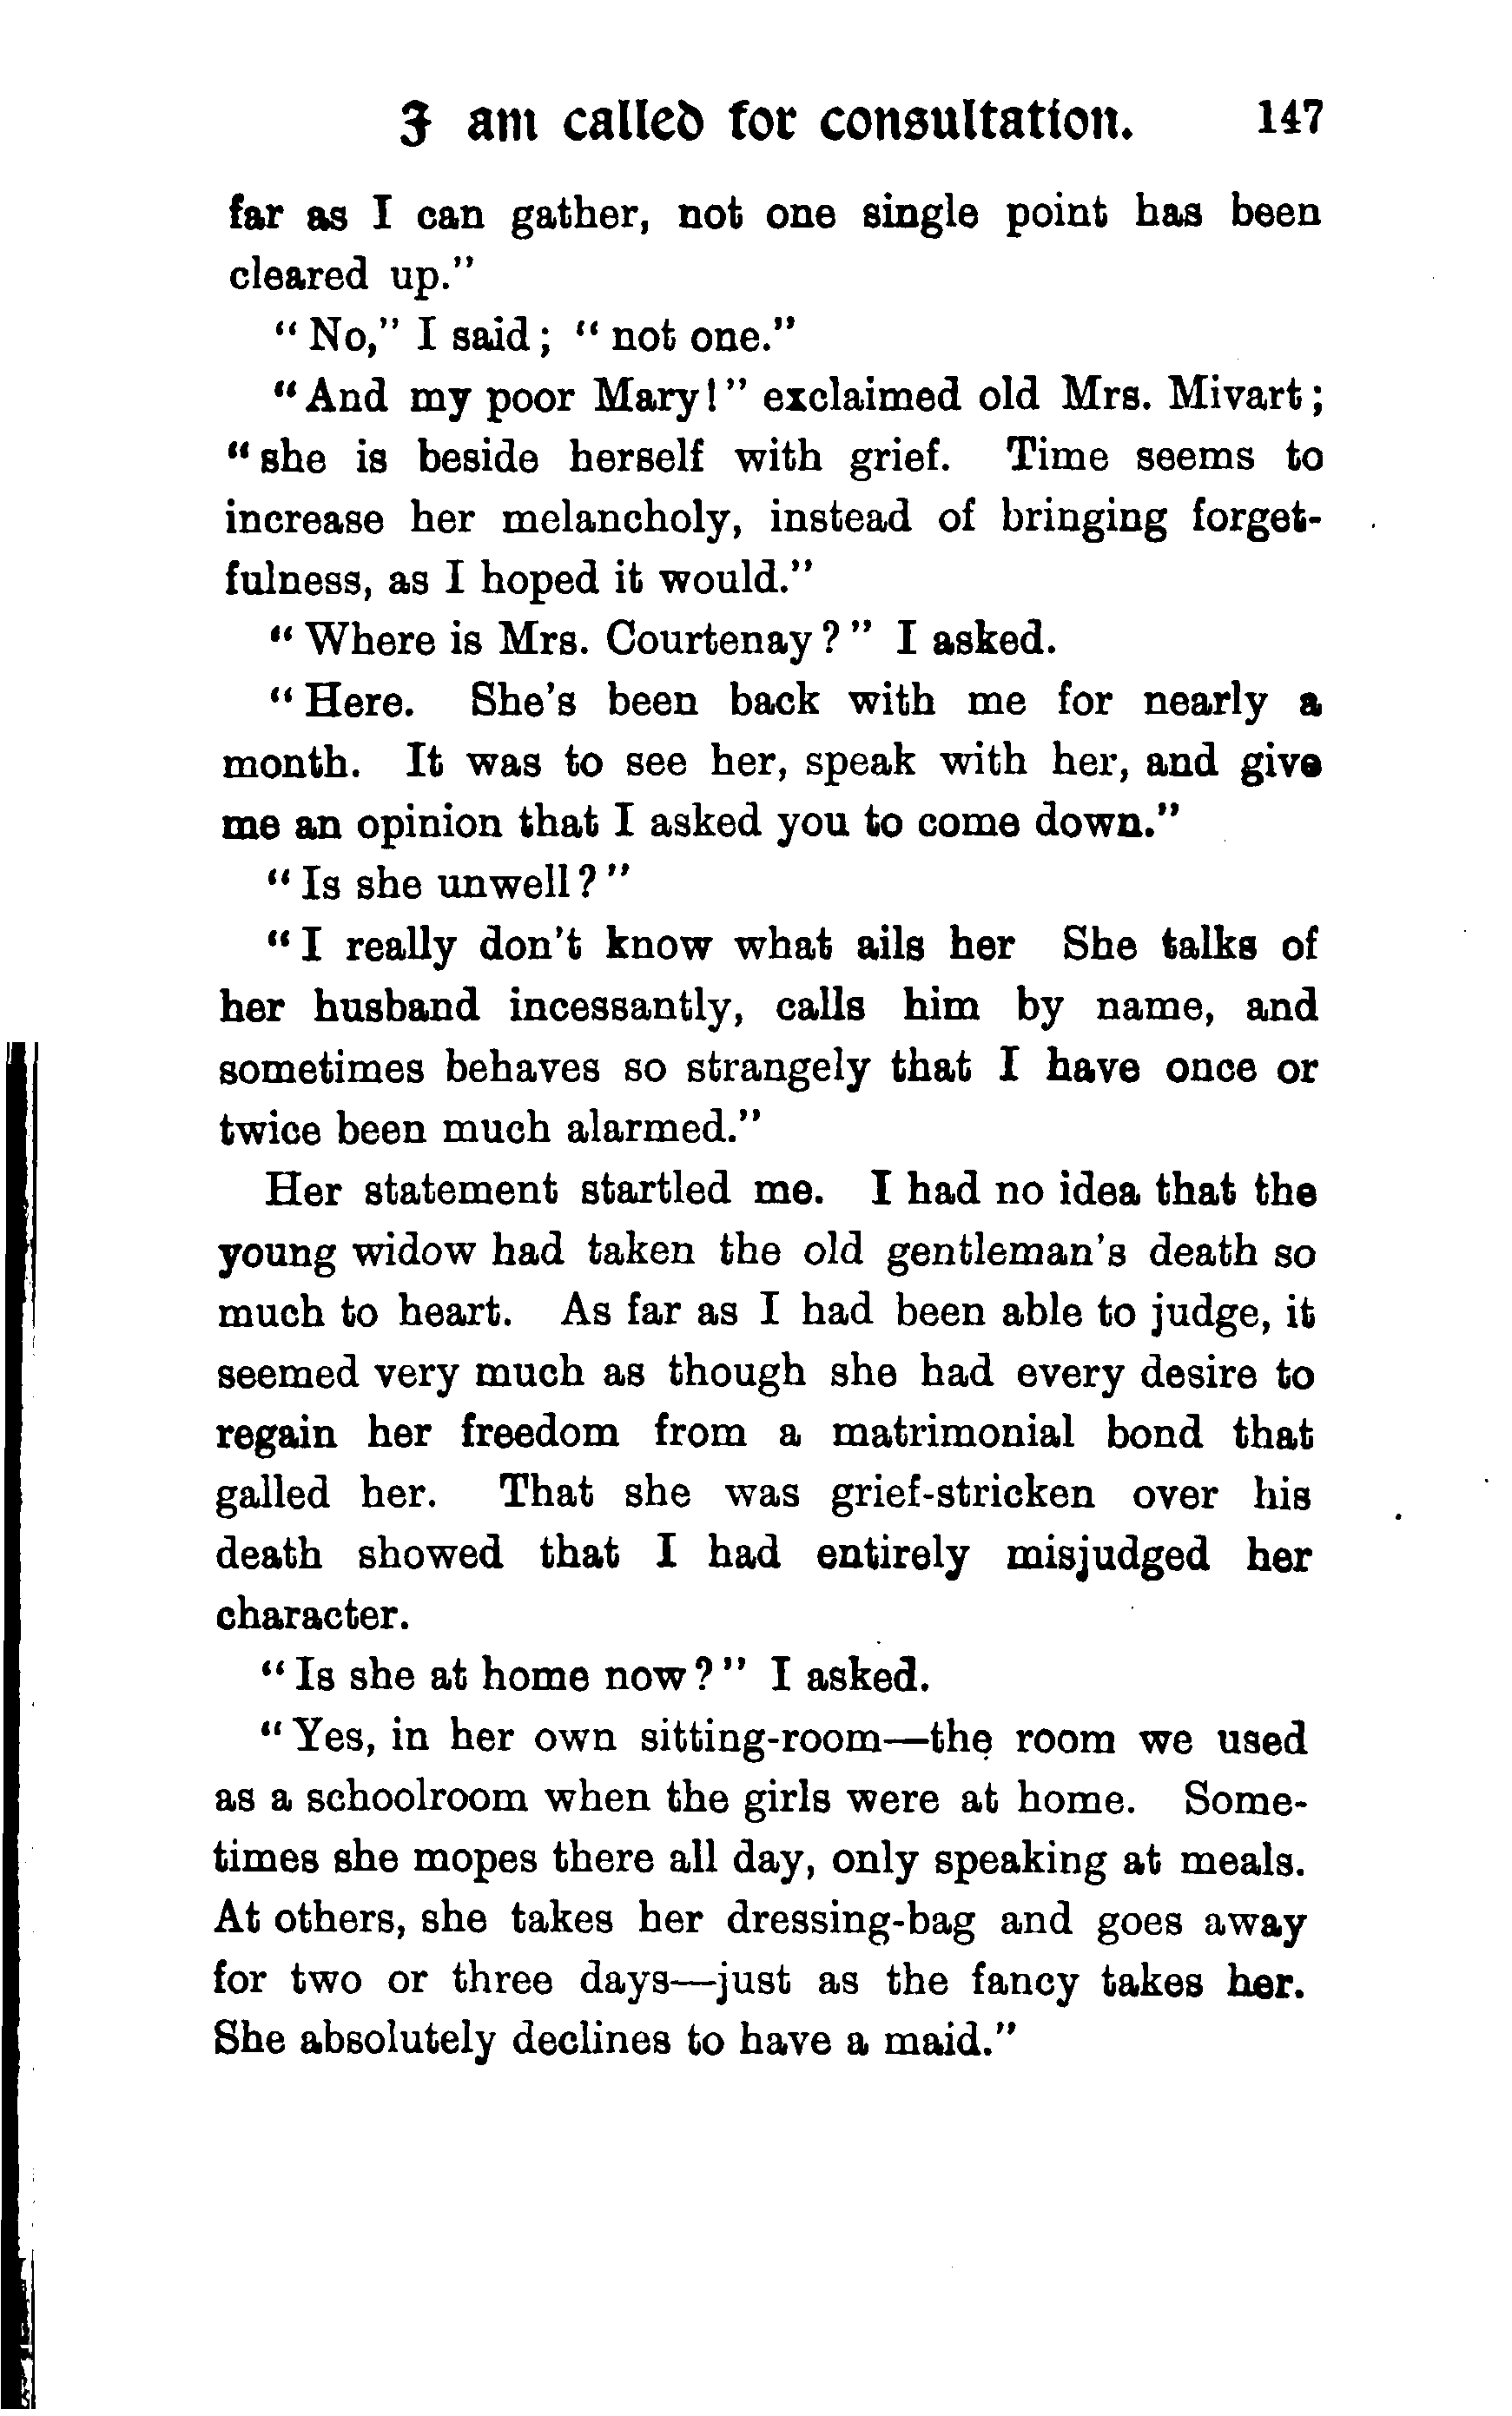 I am called for consultation. 147
far as I can gather, not one single point has been
cleared up."
"No," I said; "not one."
"And my poor Mary!" exclaimed old Mrs. Mivart;
"she is beside herself with grief. Time seems to
increase her melancholy, instead of bringing forget-
fulness, as I hoped it would."
"Where is Mrs. Courtenay?" I asked.
"Here. She's been back with me for nearly a
month. It was to see her, speak with her, and give
me an opinion that I asked you to come down."
"Is she unwell?"
"I really don't know what ails her She talks of
her husband incessantly, calls him by name, and
sometimes behaves so strangely that I have once or
twice been much alarmed."
Her statement startled me. I had no idea that the
young widow had taken the old gentleman's death so
much to heart. As far as I had been able to judge, it
seemed very much as though she had every desire to
regain her freedom from a matrimonial bond that
galled her. That she was grief-stricken over his
death showed that I had entirely misjudged her
character.
"Is she at home now?" I asked.
"Yes, in her own sitting-room—the room we used
as a schoolroom when the girls were at home. Some-
times she mopes there all day, only speaking at meals.
At others, she takes her dressing-bag and goes away
for two or three days—just as the fancy takes her.
She absolutely declines to have a maid."